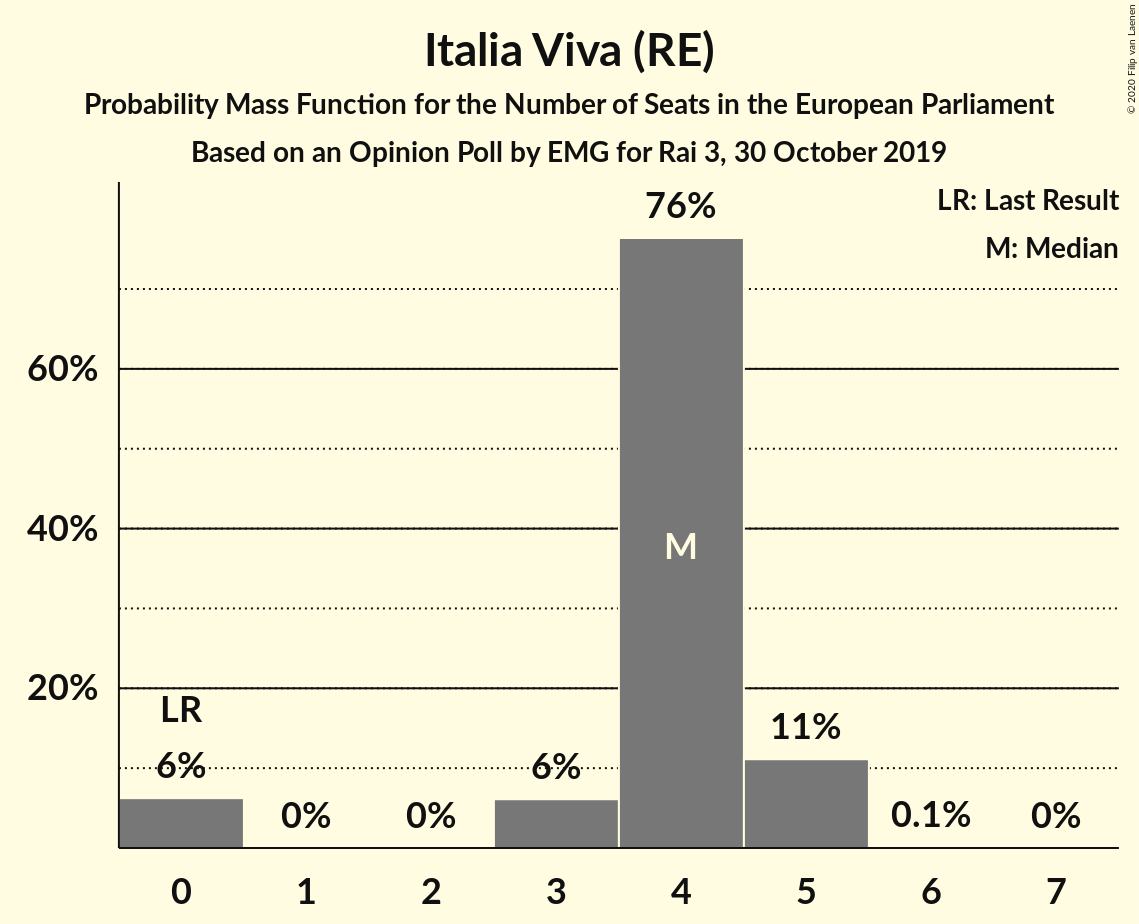 Italia Viva (RE)
Probability Mass Function for the Number of Seats in the European Parliament
Based on an Opinion Poll by EMG for Rai 3, 30 October 2019
© 2020 Filip van Laenen
LR: Last Result
M: Median
76%
60%
40%
M
20%
LR
6%
0%
0%
6%
11%
0.1%
0%
0
1
2
3
4
5
6
7